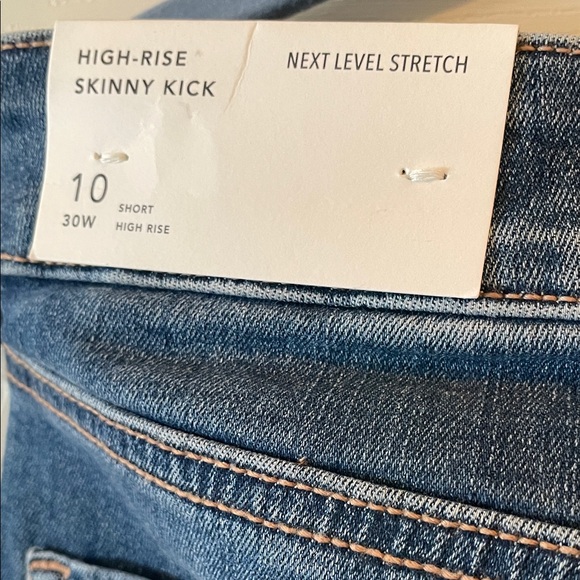 HIGH-RISE
SKINNY KICK
NEXT LEVEL STRETCH
10
30W
SHORT
HIGH RISE